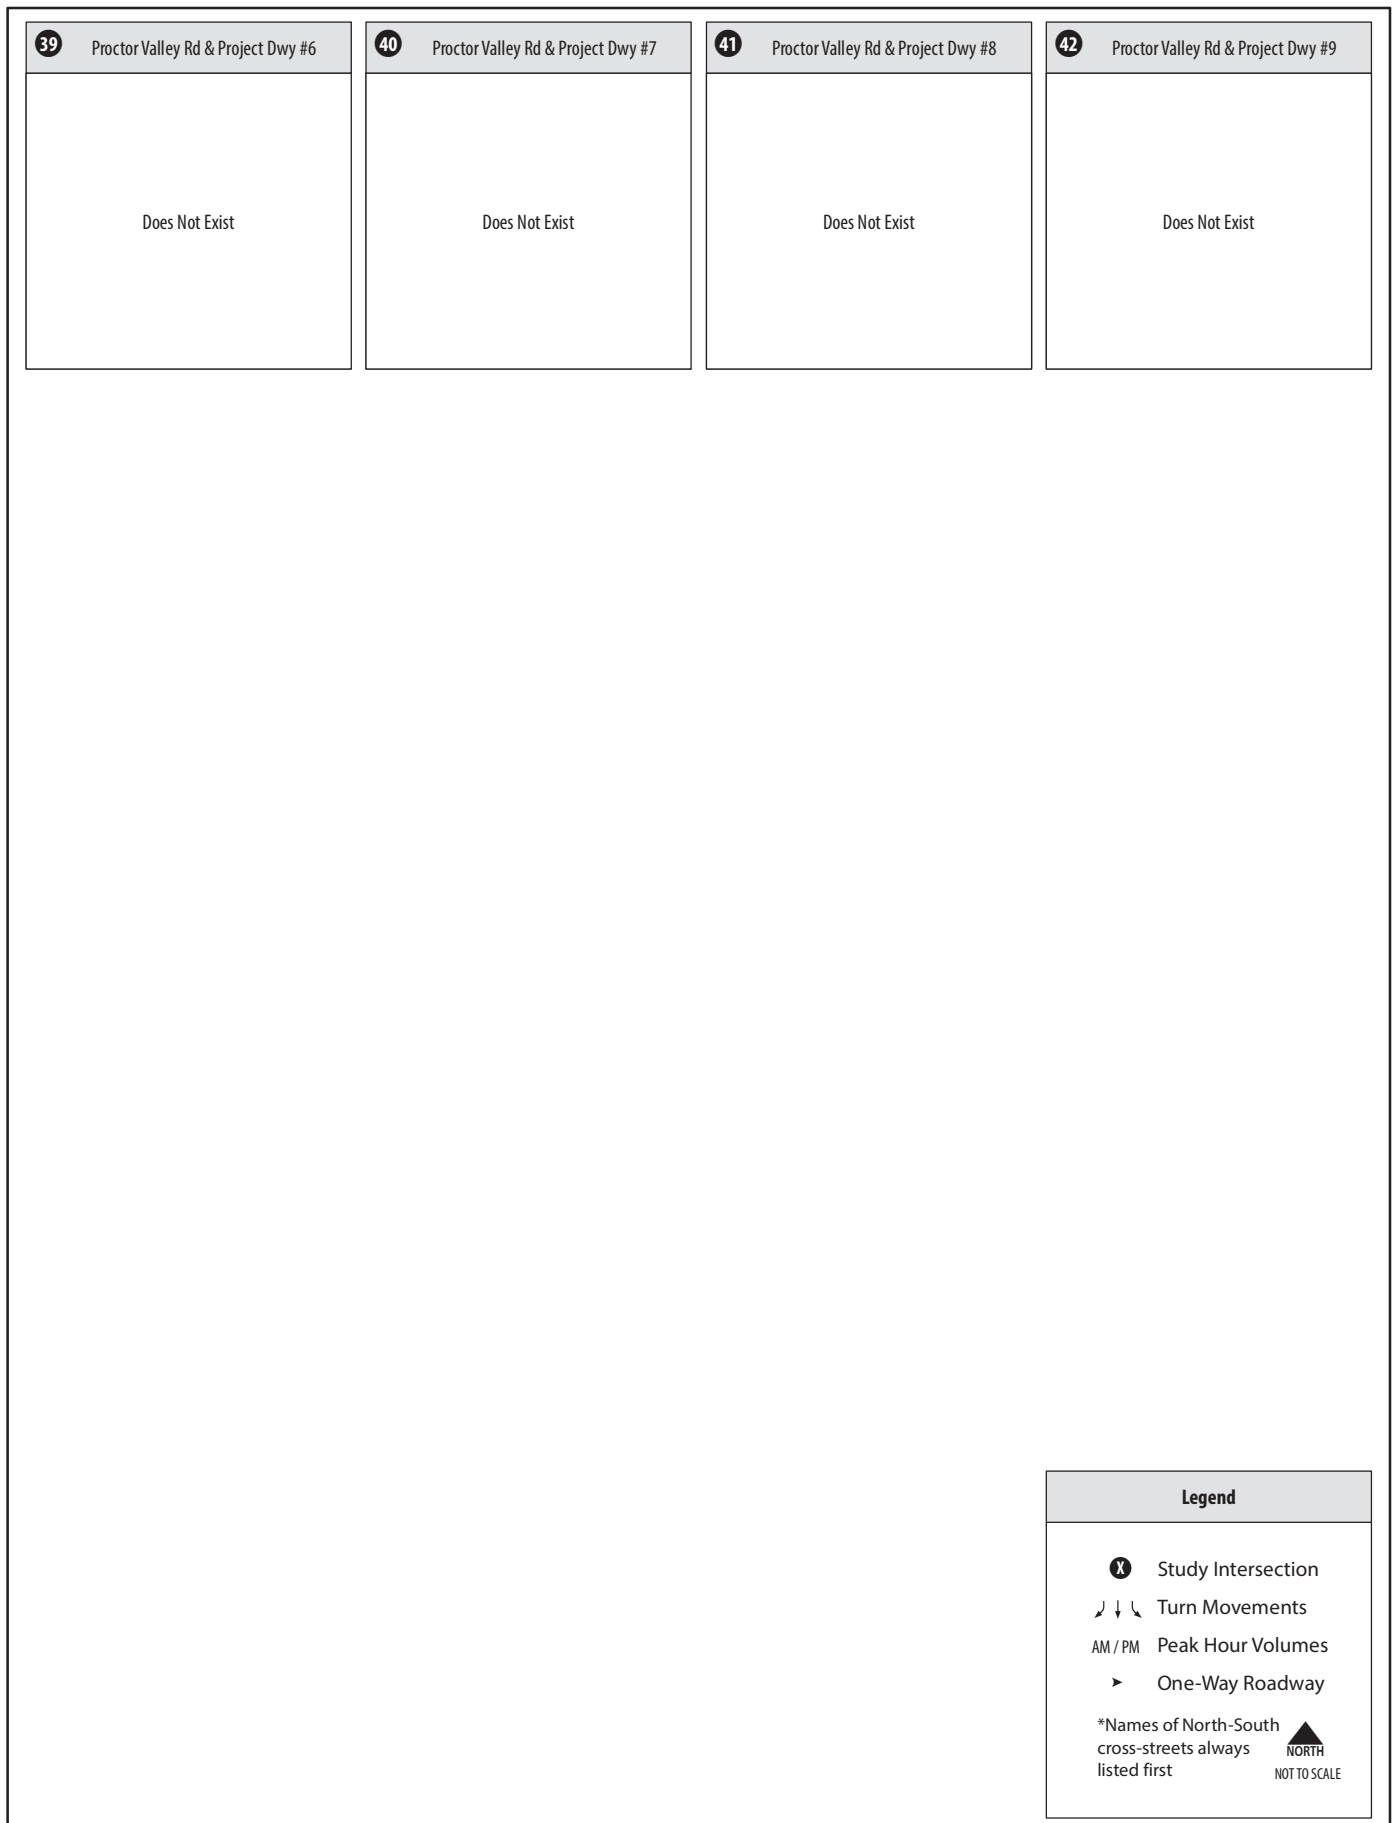 39 Proctor Valley Rd & Project Dwy #6
Does Not Exist
40 Proctor Valley Rd & Project Dwy #7
Does Not Exist
41 Proctor Valley Rd & Project Dwy #8
Does Not Exist
42 Proctor Valley Rd & Project Dwy #9
Does Not Exist
Legend
X Study Intersection
Turn Movements
AM / PM Peak Hour Volumes
One-Way Roadway
*Names of North-South
cross-streets always
listed first
NORTH
NOT TO SCALE